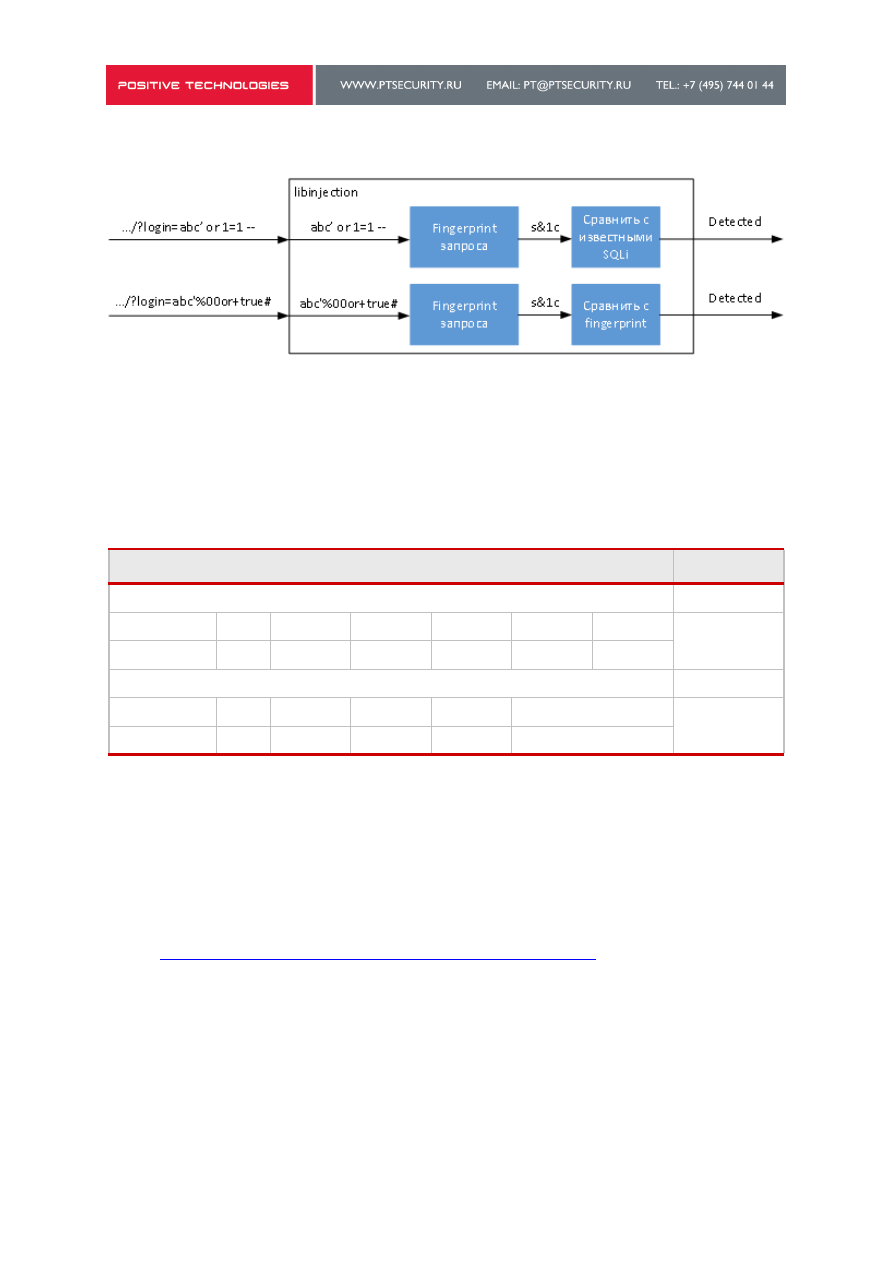 POSITIVE TECHNOLOGIES WWW.PTSECURITY.RU EMAIL: PT@PTSECURITY.RU TEL.: +7 (495) 744 01 44
libinjection
.../?login=abc’ or 1=1 --
abc’ or 1=1 --
Fingerprint
запроса
s&1c
Сравнить с
известными
SQLi
Detected
.../?login=abc'%00or+true#
abc'%00or+true#
Fingerprint
запроса
s&1c
Сравнить с
fingerprint
Detected